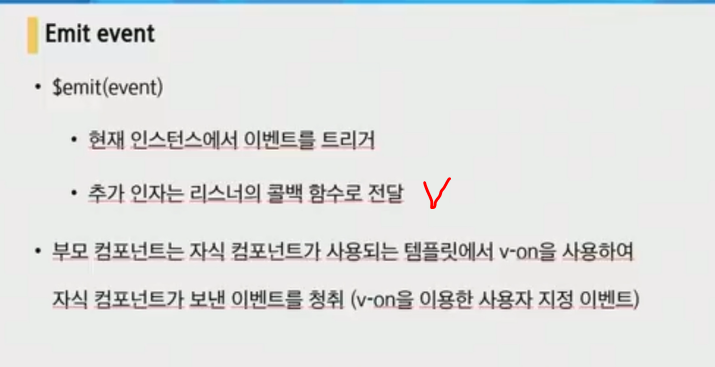 Emit event
• $emit(event)
• 현재 인스턴스에서 이벤트를 트리거
• 추가 인자는 리스너의 콜백 함수로 전달
• 부모 컴포넌트는 자식 컴포넌트가 사용되는 템플릿에서 v-on을 사용하여
자식 컴포넌트가 보낸 이벤트를 청취 (v-on을 이용한 사용자 지정 이벤트)